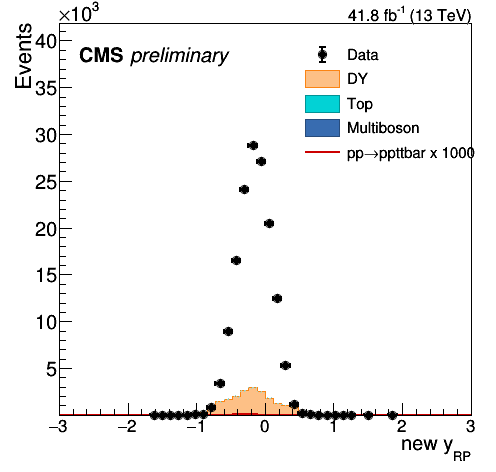 ×10³
41.8 fb⁻¹ (13 TeV)
Events
CMS preliminary
Data
DY
Top
Multiboson
pp→ppttbar x 1000
40
35
30
25
20
15
10
5
−3 −2 −1 0 1 2 3
new y_RP